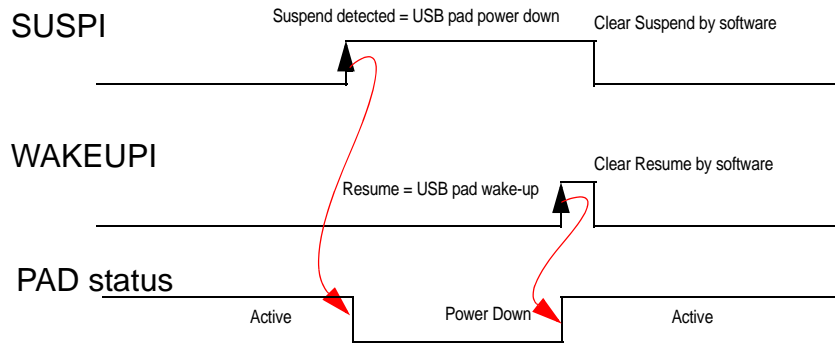 SUSPI
Suspend detected = USB pad power down
Clear Suspend by software
WAKEUPI
Resume = USB pad wake-up
Clear Resume by software
PAD status
Active
Power Down
Active